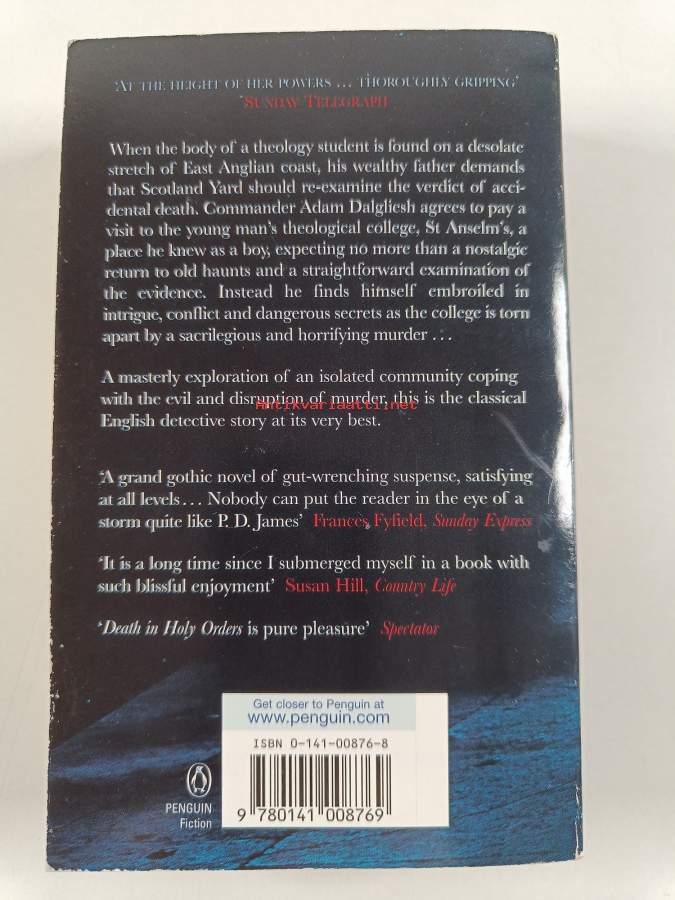 ‘AT THE HEIGHT OF HER POWERS ... THOROUGHLY GRIPPING’
SUNDAY TELEGRAPH
When the body of a theology student is found on a desolate
stretch of East Anglian coast, his wealthy father demands
that Scotland Yard should re-examine the verdict of acci-
dental death. Commander Adam Dalgliesh agrees to pay a
visit to the young man's theological college, St Anselm's, a
place he knew as a boy, expecting no more than a nostalgic
return to old haunts and a straightforward examination of
the evidence. Instead he finds himself embroiled in
intrigue, conflict and dangerous secrets as the college is torn
apart by a sacrilegious and horrifying murder ...
A masterly exploration of an isolated community coping
with the evil and disruption of murder, this is the classical
Antikvariaatti.net
English detective story at its very best.
‘A grand gothic novel of gut-wrenching suspense, satisfying
at all levels ... Nobody can put the reader in the eye of a
storm quite like P. D. James’ Frances Fyfield, Sunday Express
‘It is a long time since I submerged myself in a book with
such blissful enjoyment’ Susan Hill, Country Life
‘Death in Holy Orders is pure pleasure’ Spectator
Get closer to Penguin at
www.penguin.com
ISBN 0-141-00876-8
9 780141 008769
PENGUIN
Fiction